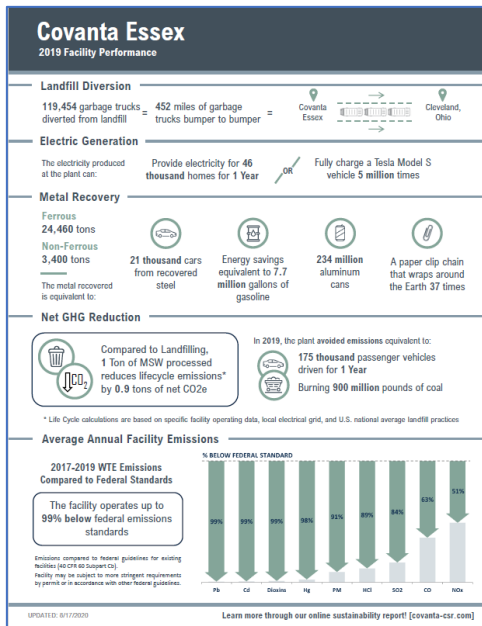 Covanta Essex
2019 Facility Performance
Landfill Diversion
119,454 garbage trucks
diverted from landfill
=
452 miles of garbage
trucks bumper to bumper
=
Covanta
Essex
Cleveland,
Ohio
Electric Generation
The electricity produced
at the plant can:
Provide electricity for 46
thousand homes for 1 Year
OR
Fully charge a Tesla Model S
vehicle 5 million times
Metal Recovery
Ferrous
24,460 tons
Non-Ferrous
3,400 tons
The metal recovered
is equivalent to:
21 thousand cars
from recovered
steel
Energy savings
equivalent to 7.7
million gallons of
gasoline
234 million
aluminum
cans
A paper clip chain
that wraps around
the Earth 37 times
Net GHG Reduction
CO2
Compared to Landfilling,
1 Ton of MSW processed
reduces lifecycle emissions*
by 0.9 tons of net CO2e
In 2019, the plant avoided emissions equivalent to:
175 thousand passenger vehicles
driven for 1 Year
Burning 900 million pounds of coal
* Life Cycle calculations are based on specific facility operating data, local electrical grid, and U.S. national average landfill practices
Average Annual Facility Emissions
2017-2019 WTE Emissions
Compared to Federal Standards
The facility operates up to
99% below federal emissions
standards
Emissions compared to federal guidelines for existing
facilities (40 CFR 60 Subpart Cb).
Facility may be subject to more stringent requirements
by permit or in accordance with other federal guidelines.
% BELOW FEDERAL STANDARD
99% 99% 99% 98% 91% 89% 84% 63% 51%
Pb Cd Dioxins Hg PM HCl SO2 CO NOx
UPDATED: 8/17/2020
Learn more through our online sustainability report! [covanta-csr.com]